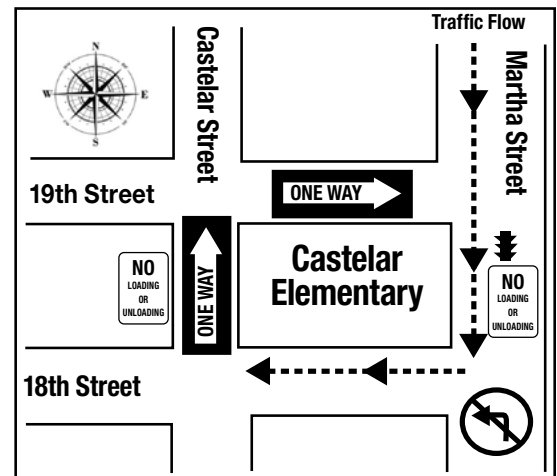 Traffic Flow
N
W
E
S
Castelar Street
Martha Street
19th Street
ONE WAY
NO
LOADING
OR
UNLOADING
ONE WAY
Castelar
Elementary
NO
LOADING
OR
UNLOADING
18th Street